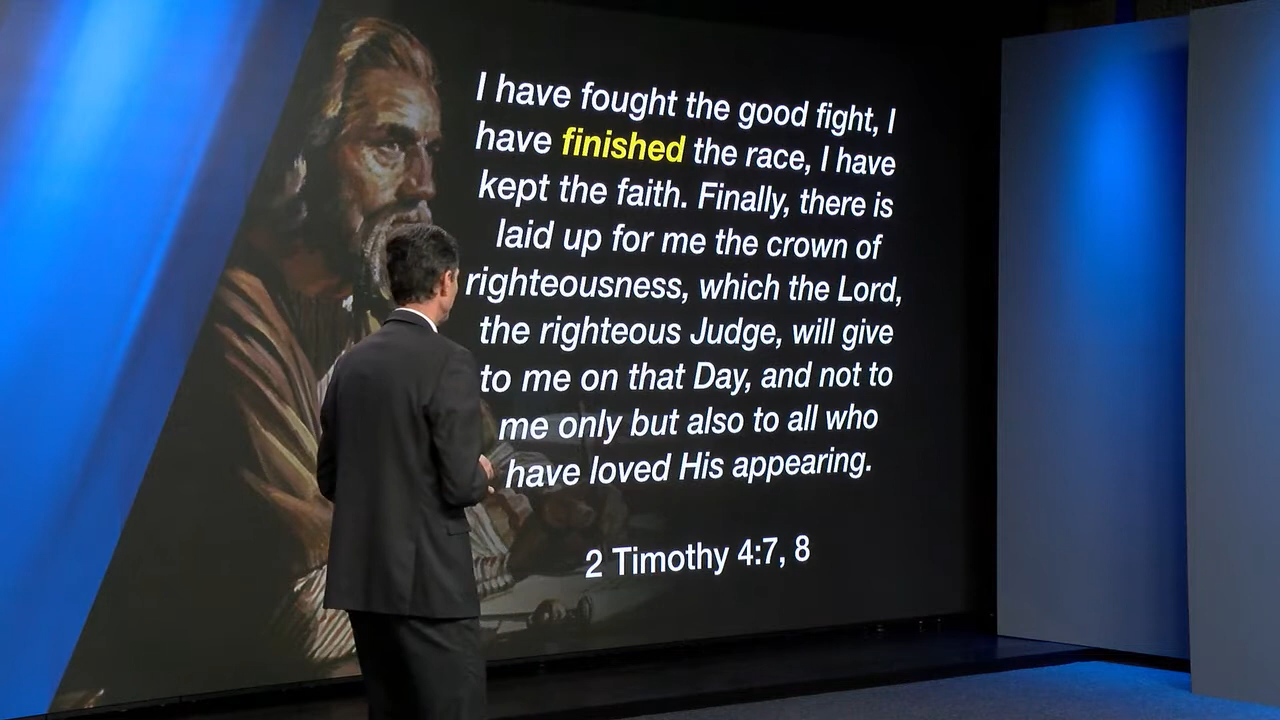 I have fought the good fight, I
have finished the race, I have
kept the faith. Finally, there is
laid up for me the crown of
righteousness, which the Lord,
the righteous Judge, will give
to me on that Day, and not to
me only but also to all who
have loved His appearing.
2 Timothy 4:7, 8